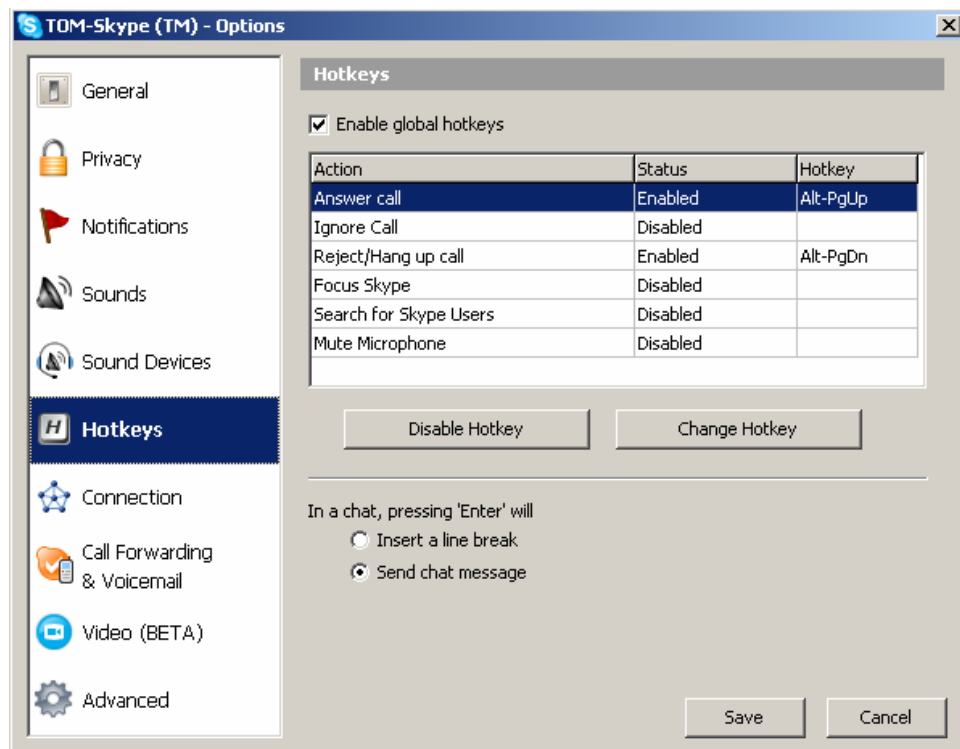 TOM-Skype (TM) - Options
General
Privacy
Notifications
Sounds
Sound Devices
Hotkeys
Connection
Call Forwarding
& Voicemail
Video (BETA)
Advanced
Hotkeys
Enable global hotkeys
Action Status Hotkey
Answer call Enabled Alt-PgUp
Ignore Call Disabled
Reject/Hang up call Enabled Alt-PgDn
Focus Skype Disabled
Search for Skype Users Disabled
Mute Microphone Disabled
Disable Hotkey Change Hotkey
In a chat, pressing 'Enter' will
Insert a line break
Send chat message
Save Cancel